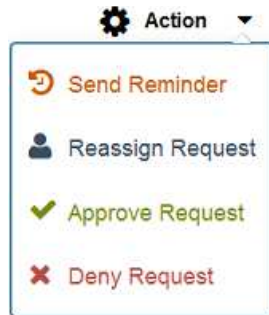 Action
Send Reminder
Reassign Request
Approve Request
Deny Request